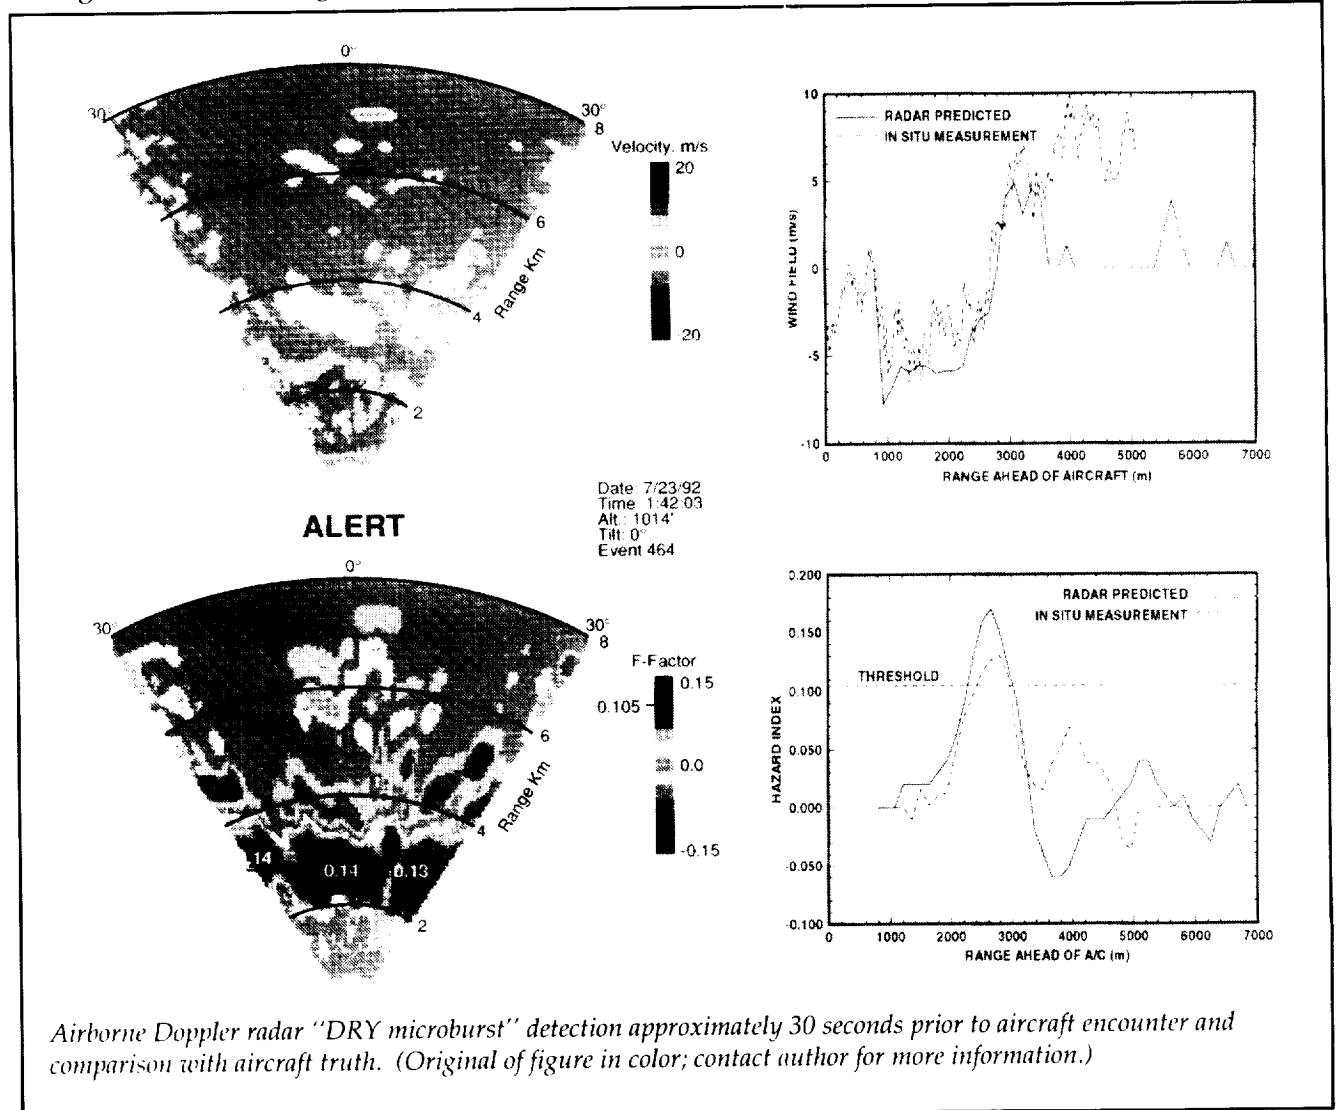 0°
30°
30°
8
Velocity, m/s
20
0
20
6
Range Km
4
2
10
5
0
-5
-10
RADAR PREDICTED
IN SITU MEASUREMENT
WIND FIELD (m/s)
0 1000 2000 3000 4000 5000 6000 7000
RANGE AHEAD OF AIRCRAFT (m)
Date: 7/23/92
Time 1:42:03
Alt.: 1014'
Tilt: 0°
Event 464
ALERT
0°
30°
30°
8
F-Factor
0.15
0.105
0.0
-0.15
6
Range Km
4
.14
0.14
0.13
2
0.200
0.150
0.100
0.050
0.000
-0.050
-0.100
RADAR PREDICTED
IN SITU MEASUREMENT
THRESHOLD
HAZARD INDEX
0 1000 2000 3000 4000 5000 6000 7000
RANGE AHEAD OF A/C (m)
Airborne Doppler radar "DRY microburst" detection approximately 30 seconds prior to aircraft encounter and
comparison with aircraft truth. (Original of figure in color; contact author for more information.)